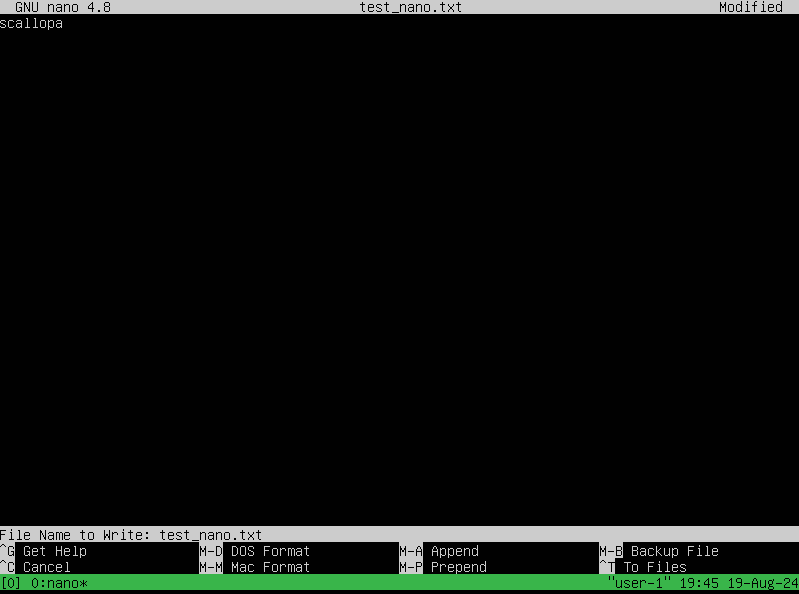 GNU nano 4.8 test_nano.txt Modified
scallopa
File Name to Write: test_nano.txt
^G Get Help M-D DOS Format M-A Append M-B Backup File
^C Cancel M-M Mac Format M-P Prepend ^T To Files
[0] 0:nano* "user-1" 19:45 19-Aug-24